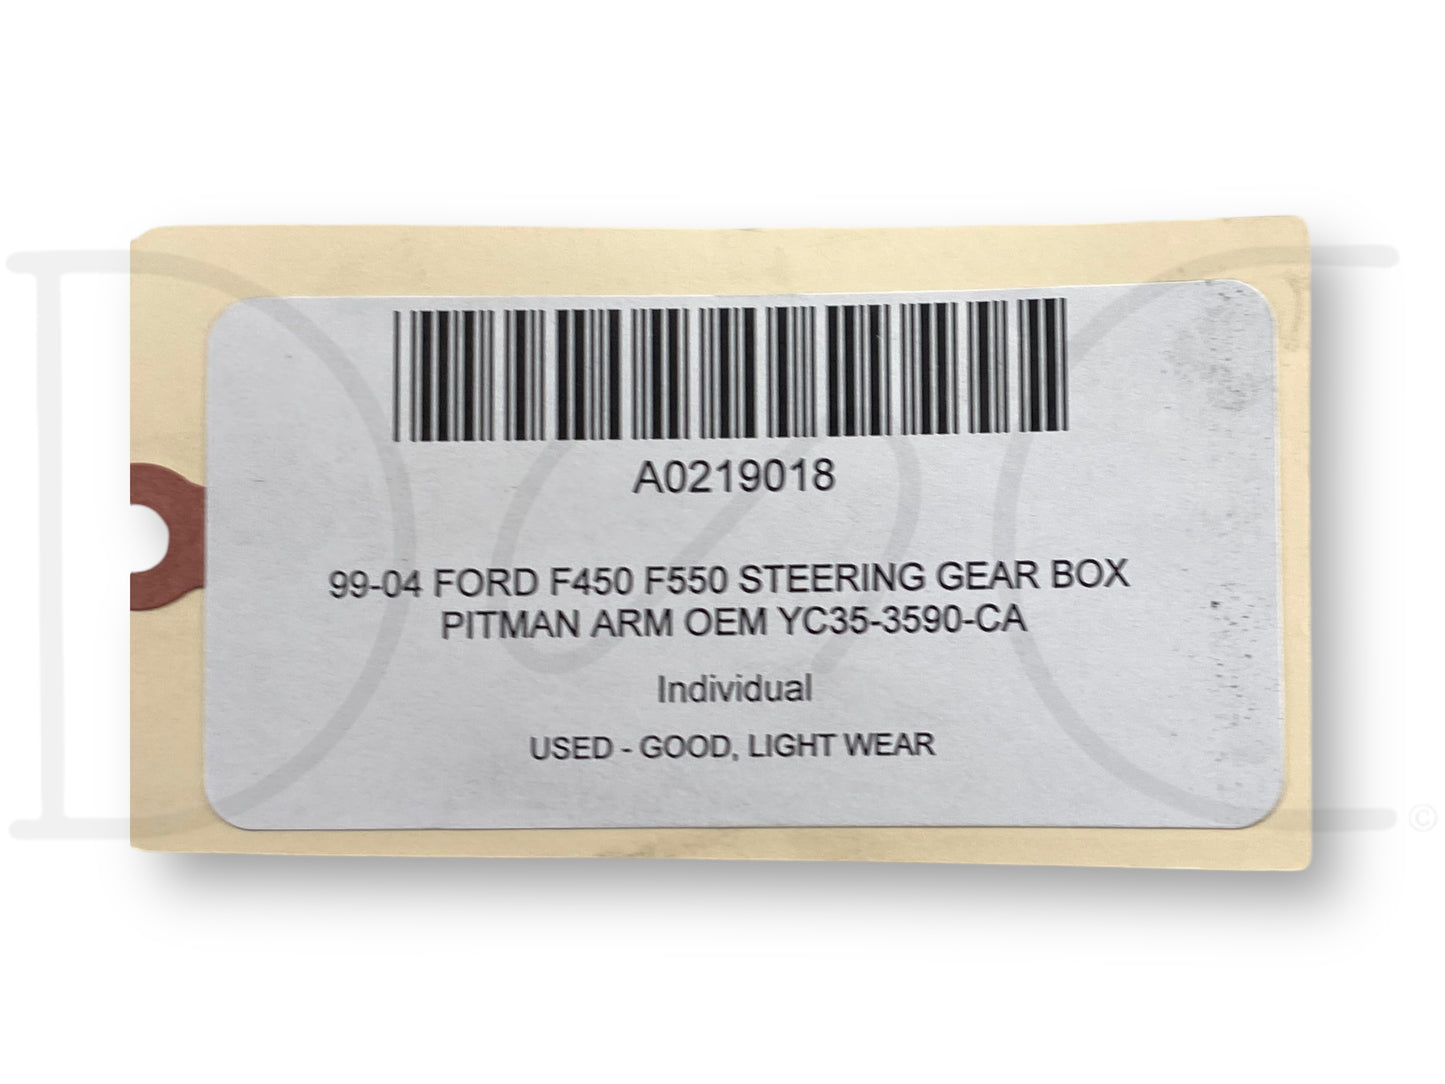 A0219018
99-04 FORD F450 F550 STEERING GEAR BOX
PITMAN ARM OEM YC35-3590-CA
Individual
USED - GOOD, LIGHT WEAR
©